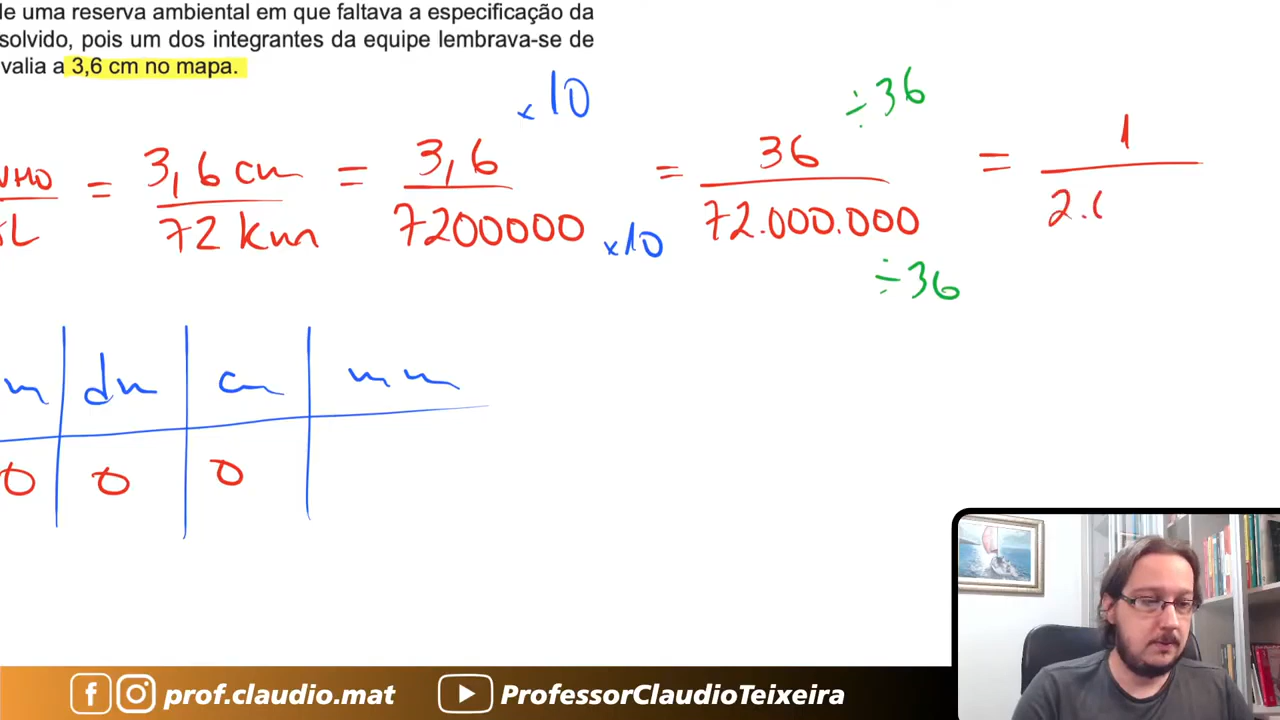 le uma reserva ambiental em que faltava a especificação da
solvido, pois um dos integrantes da equipe lembrava-se de
valia a 3,6 cm no mapa.
×10 ÷36
= 3,6 cm / 72 km = 3,6 / 7200000 = 36 / 72.000.000 = 1 / 2.0
×10 ÷36
m dm cm mm
0 0 0
prof.claudio.mat ProfessorClaudioTeixeira